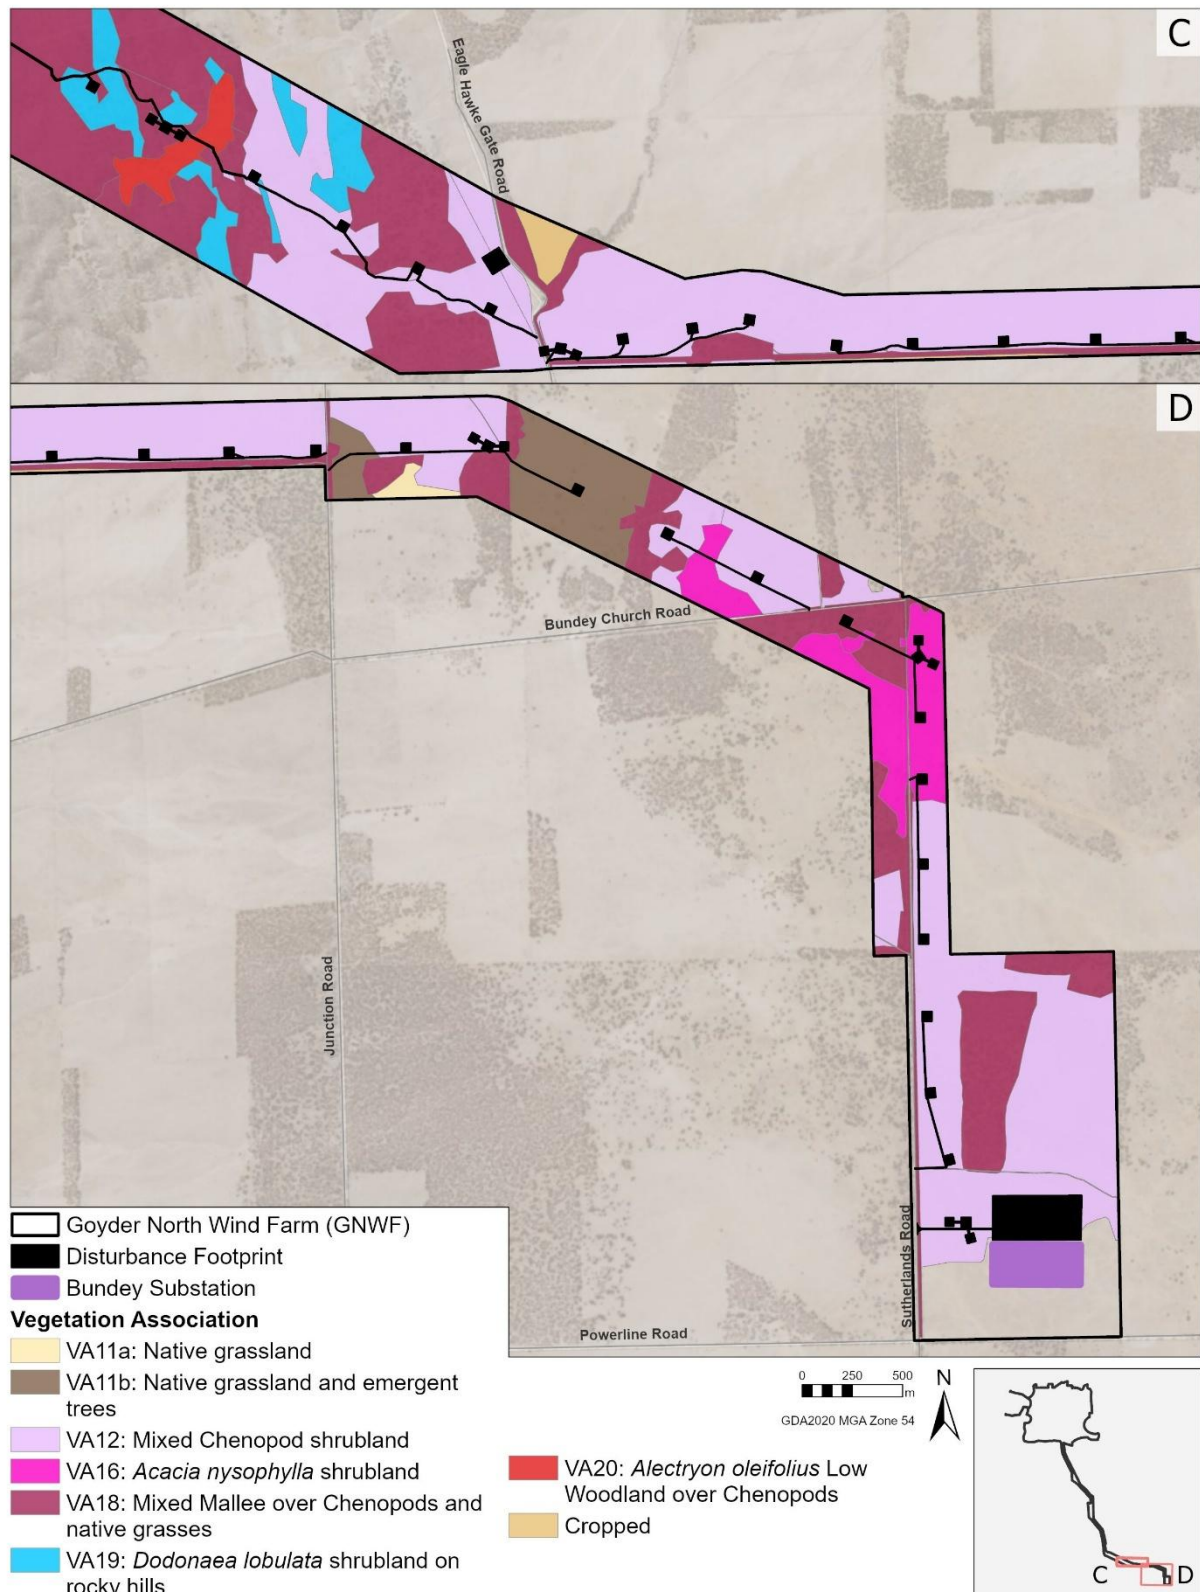 C
Eagle Hawke Gate Road
D
Bundey Church Road
Junction Road
Sutherlands Road
Powerline Road
Goyder North Wind Farm (GNWF)
Disturbance Footprint
Bundey Substation
Vegetation Association
VA11a: Native grassland
VA11b: Native grassland and emergent
trees
VA12: Mixed Chenopod shrubland
VA16: Acacia nysophylla shrubland
VA18: Mixed Mallee over Chenopods and
native grasses
VA19: Dodonaea lobulata shrubland on
rocky hills
VA20: Alectryon oleifolius Low
Woodland over Chenopods
Cropped
0 250 500
m
GDA2020 MGA Zone 54
N
C D